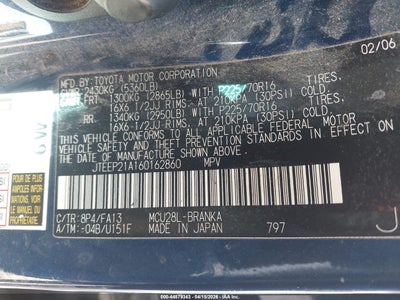 02/06
MFD.BY:TOYOTA MOTOR CORPORATION
GVWR 2430KG (5360LB)
GAWR FRT. 1300KG (2865LB) WITH P225/70R16 TIRES,
16X6 1/2JJ RIMS, AT 210KPA (30PSI) COLD.
RR. 1340KG (2950LB) WITH P225/70R16 TIRES,
16X6 1/2JJ RIMS, AT 210KPA (30PSI) COLD.
THIS VEHICLE CONFORMS TO ALL APPLICABLE FEDERAL
MOTOR VEHICLE SAFETY, BUMPER, AND THEFT
PREVENTION STANDARDS IN EFFECT ON THE DATE OF
MANUFACTURE SHOWN ABOVE.
JTEEP21A160162860 MPV
C/TR:8P4/FA13 MCU28L-BRANKA
A/TM:-04B/U151F MADE IN JAPAN 797
J
000-44879343 - 04/15/2026 - IAAI.COM